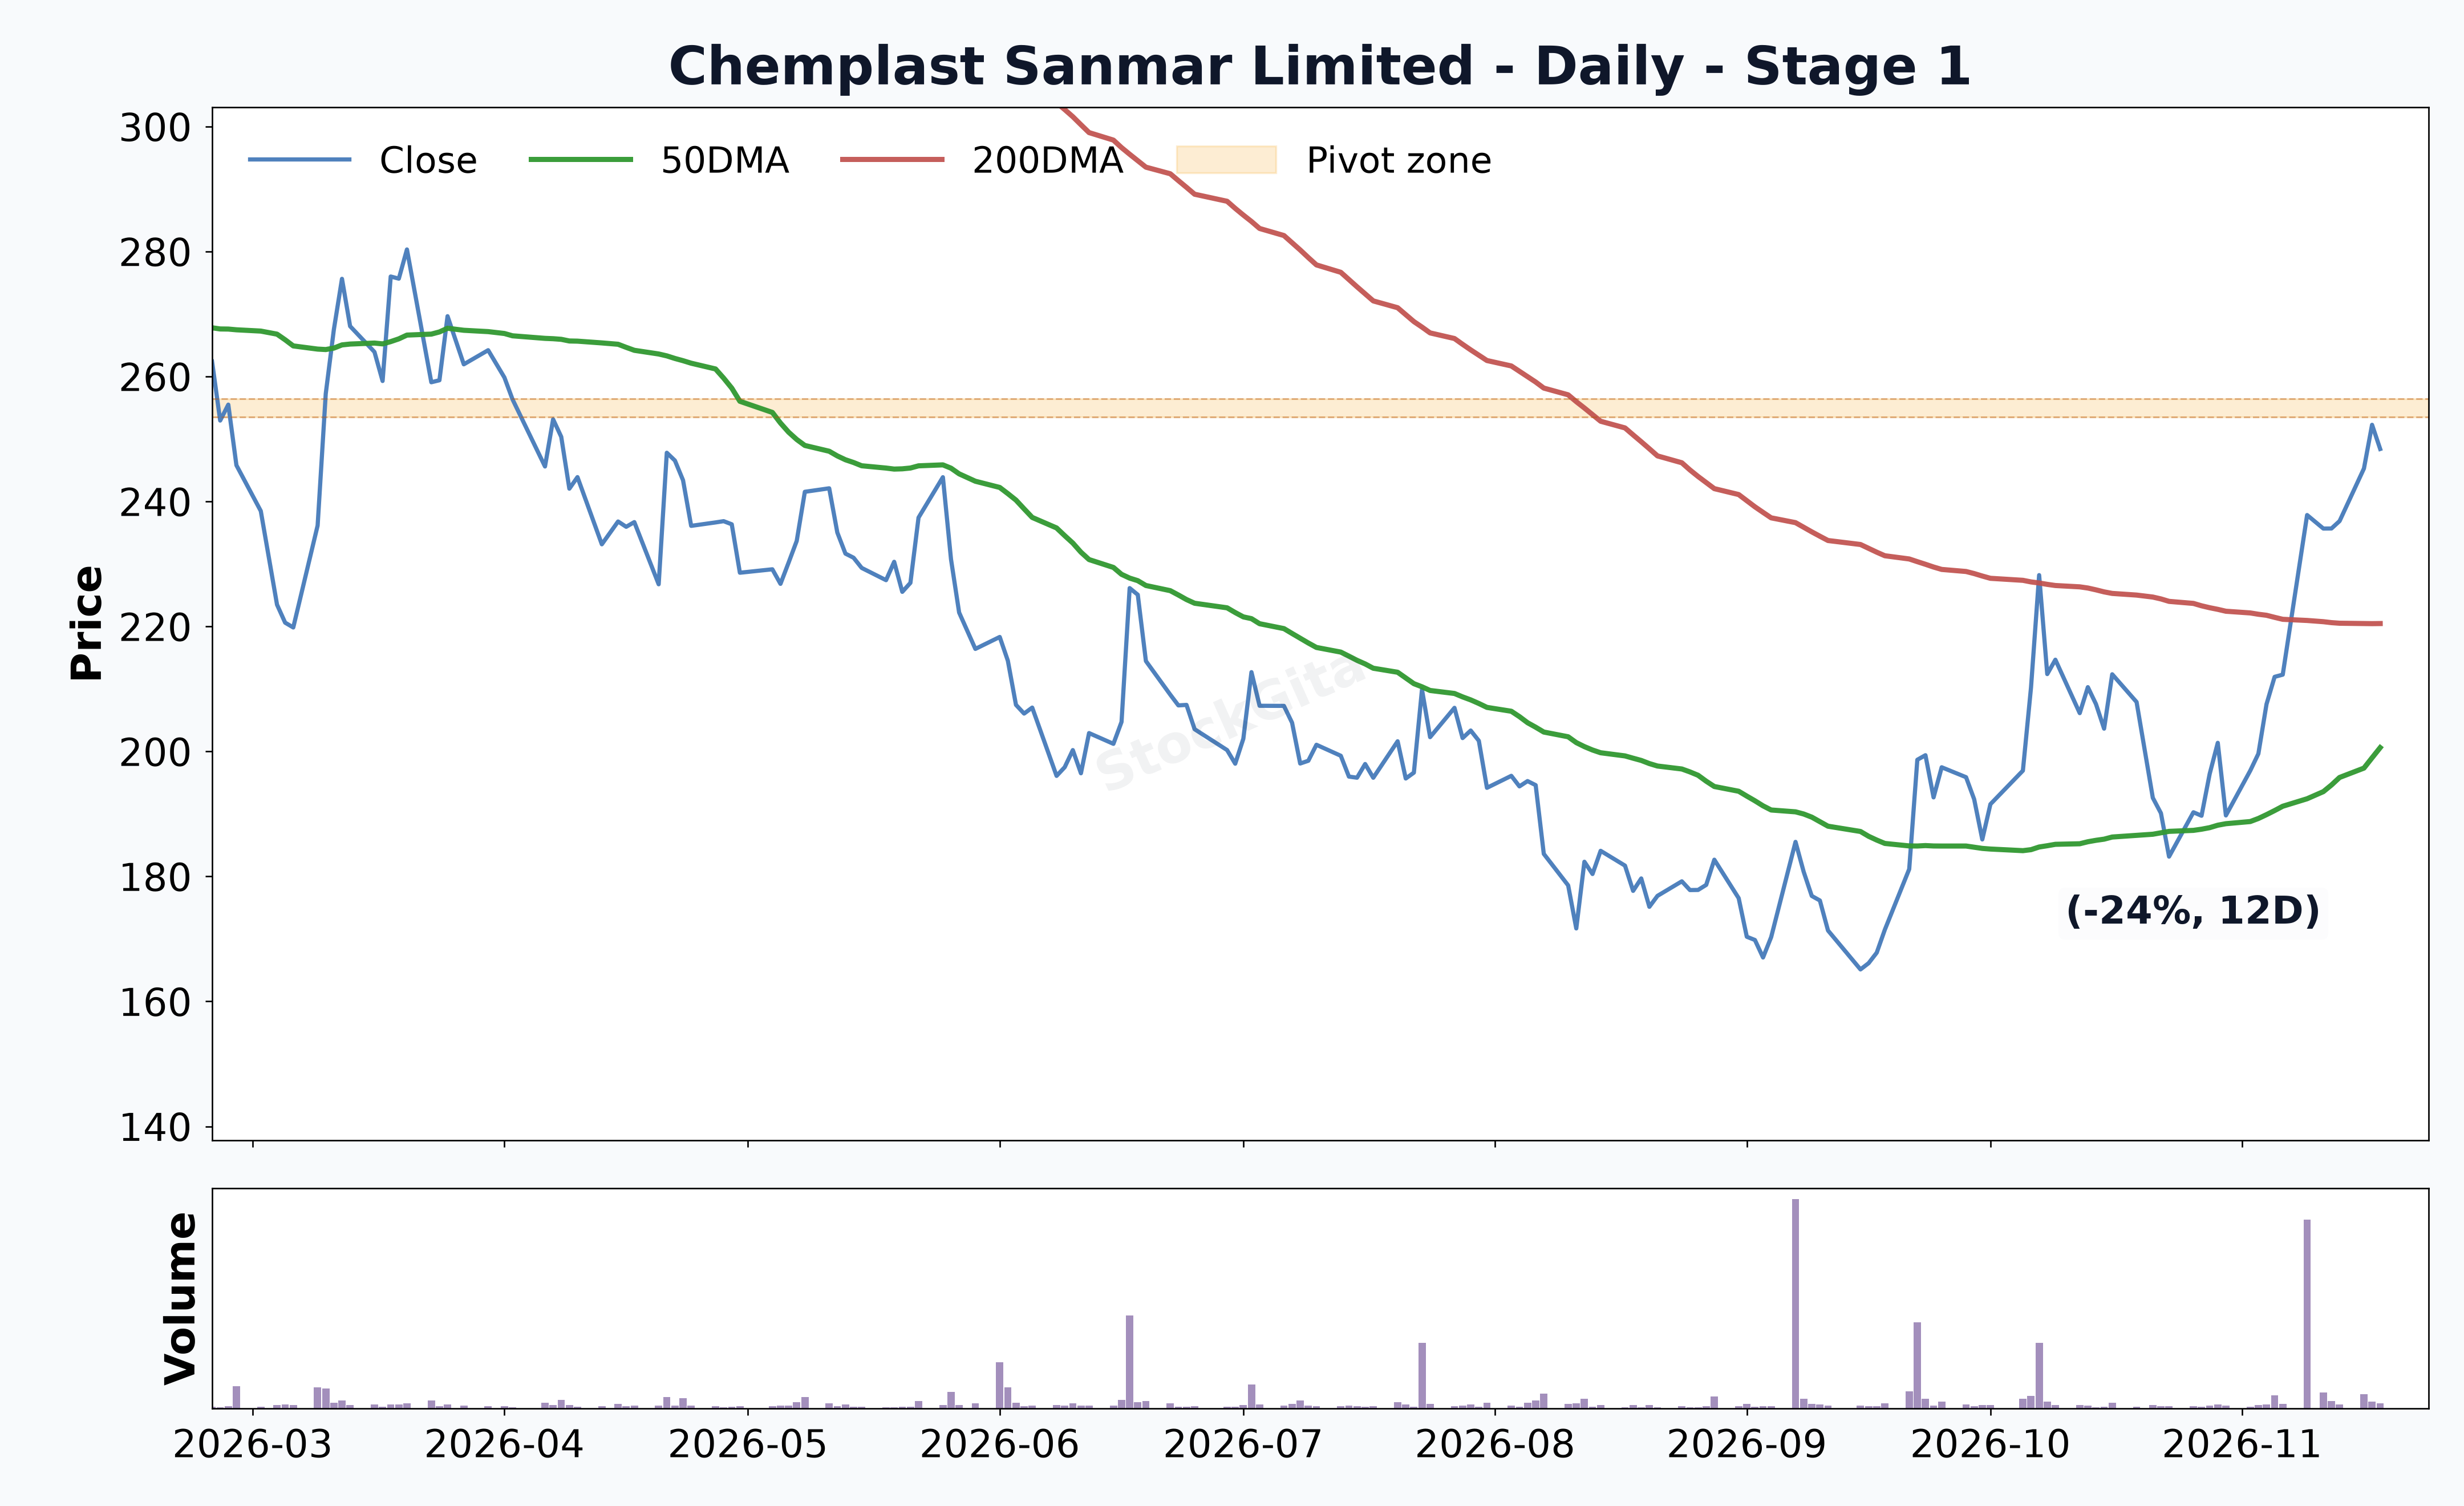 Chemplast Sanmar Limited - Daily - Stage 1
Close 50DMA 200DMA Pivot zone
300
280
260
240
220
200
180
160
140
Price
StockGita
(-24%, 12D)
Volume
2026-03 2026-04 2026-05 2026-06 2026-07 2026-08 2026-09 2026-10 2026-11